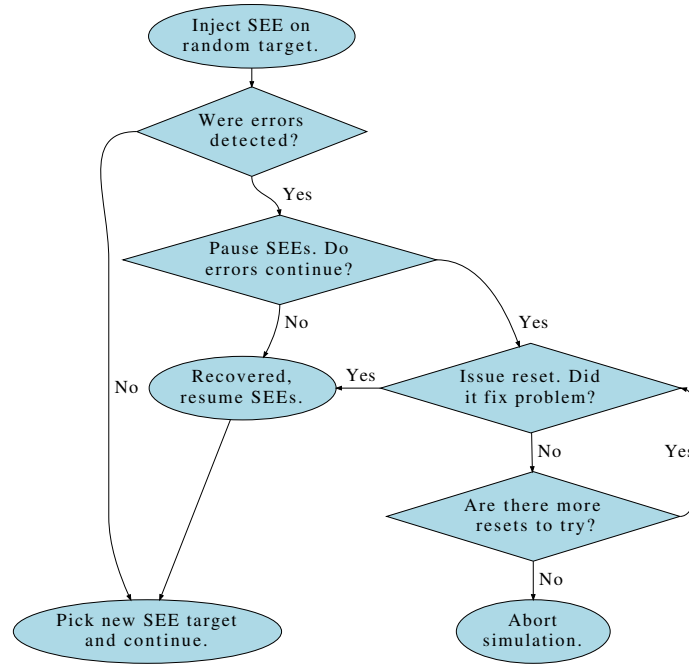 Inject SEE on
random target.
Were errors
detected?
Yes
Pause SEEs. Do
errors continue?
No
Yes
Recovered,
resume SEEs.
Yes
Issue reset. Did
it fix problem?
No
No
Yes
Are there more
resets to try?
No
Pick new SEE target
and continue.
Abort
simulation.